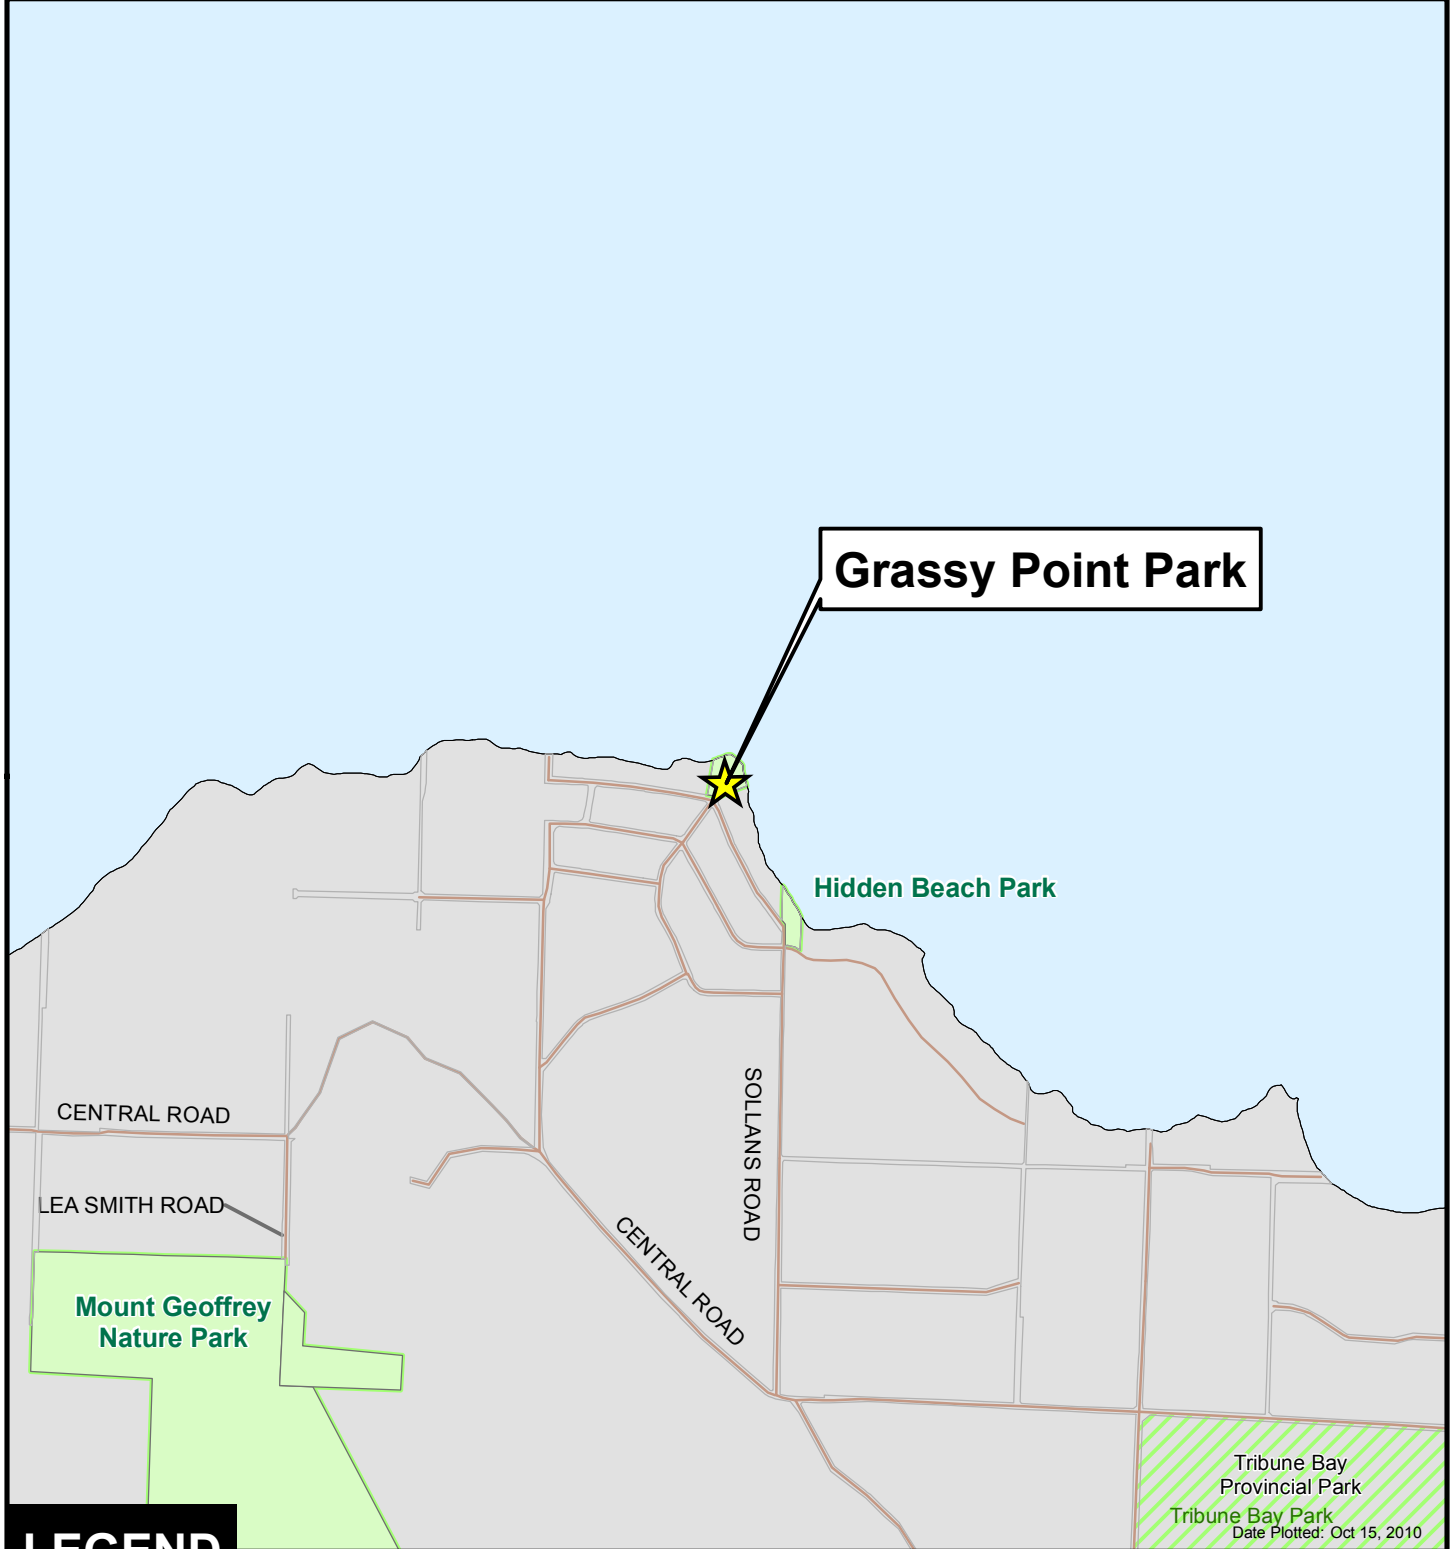 Grassy Point Park
Hidden Beach Park
SOLLANS ROAD
CENTRAL ROAD
LEA SMITH ROAD
CENTRAL ROAD
Mount Geoffrey
Nature Park
Tribune Bay
Provincial Park
Tribune Bay Park
Date Plotted: Oct 15, 2010
LEGEND